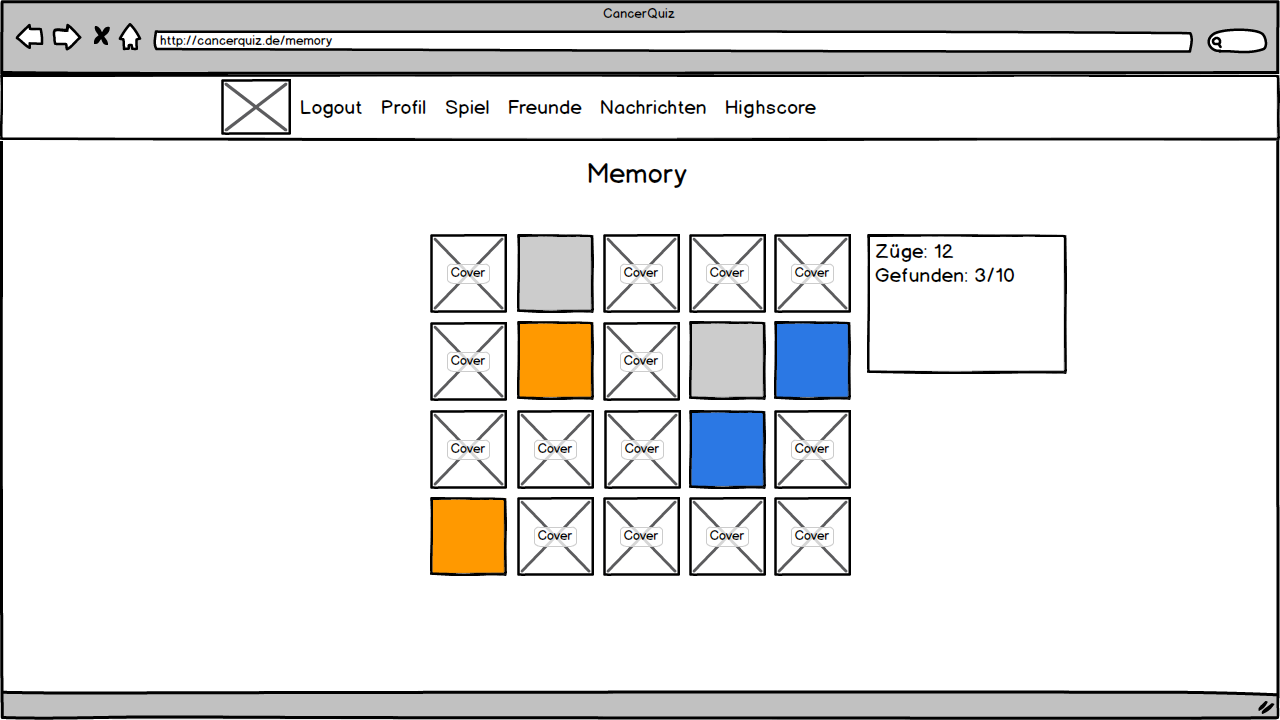 CancerQuiz
http://cancerquiz.de/memory
Logout Profil Spiel Freunde Nachrichten Highscore
Memory
Cover Cover Cover Cover
Züge: 12
Gefunden: 3/10
Cover Cover
Cover Cover Cover Cover
Cover Cover Cover Cover